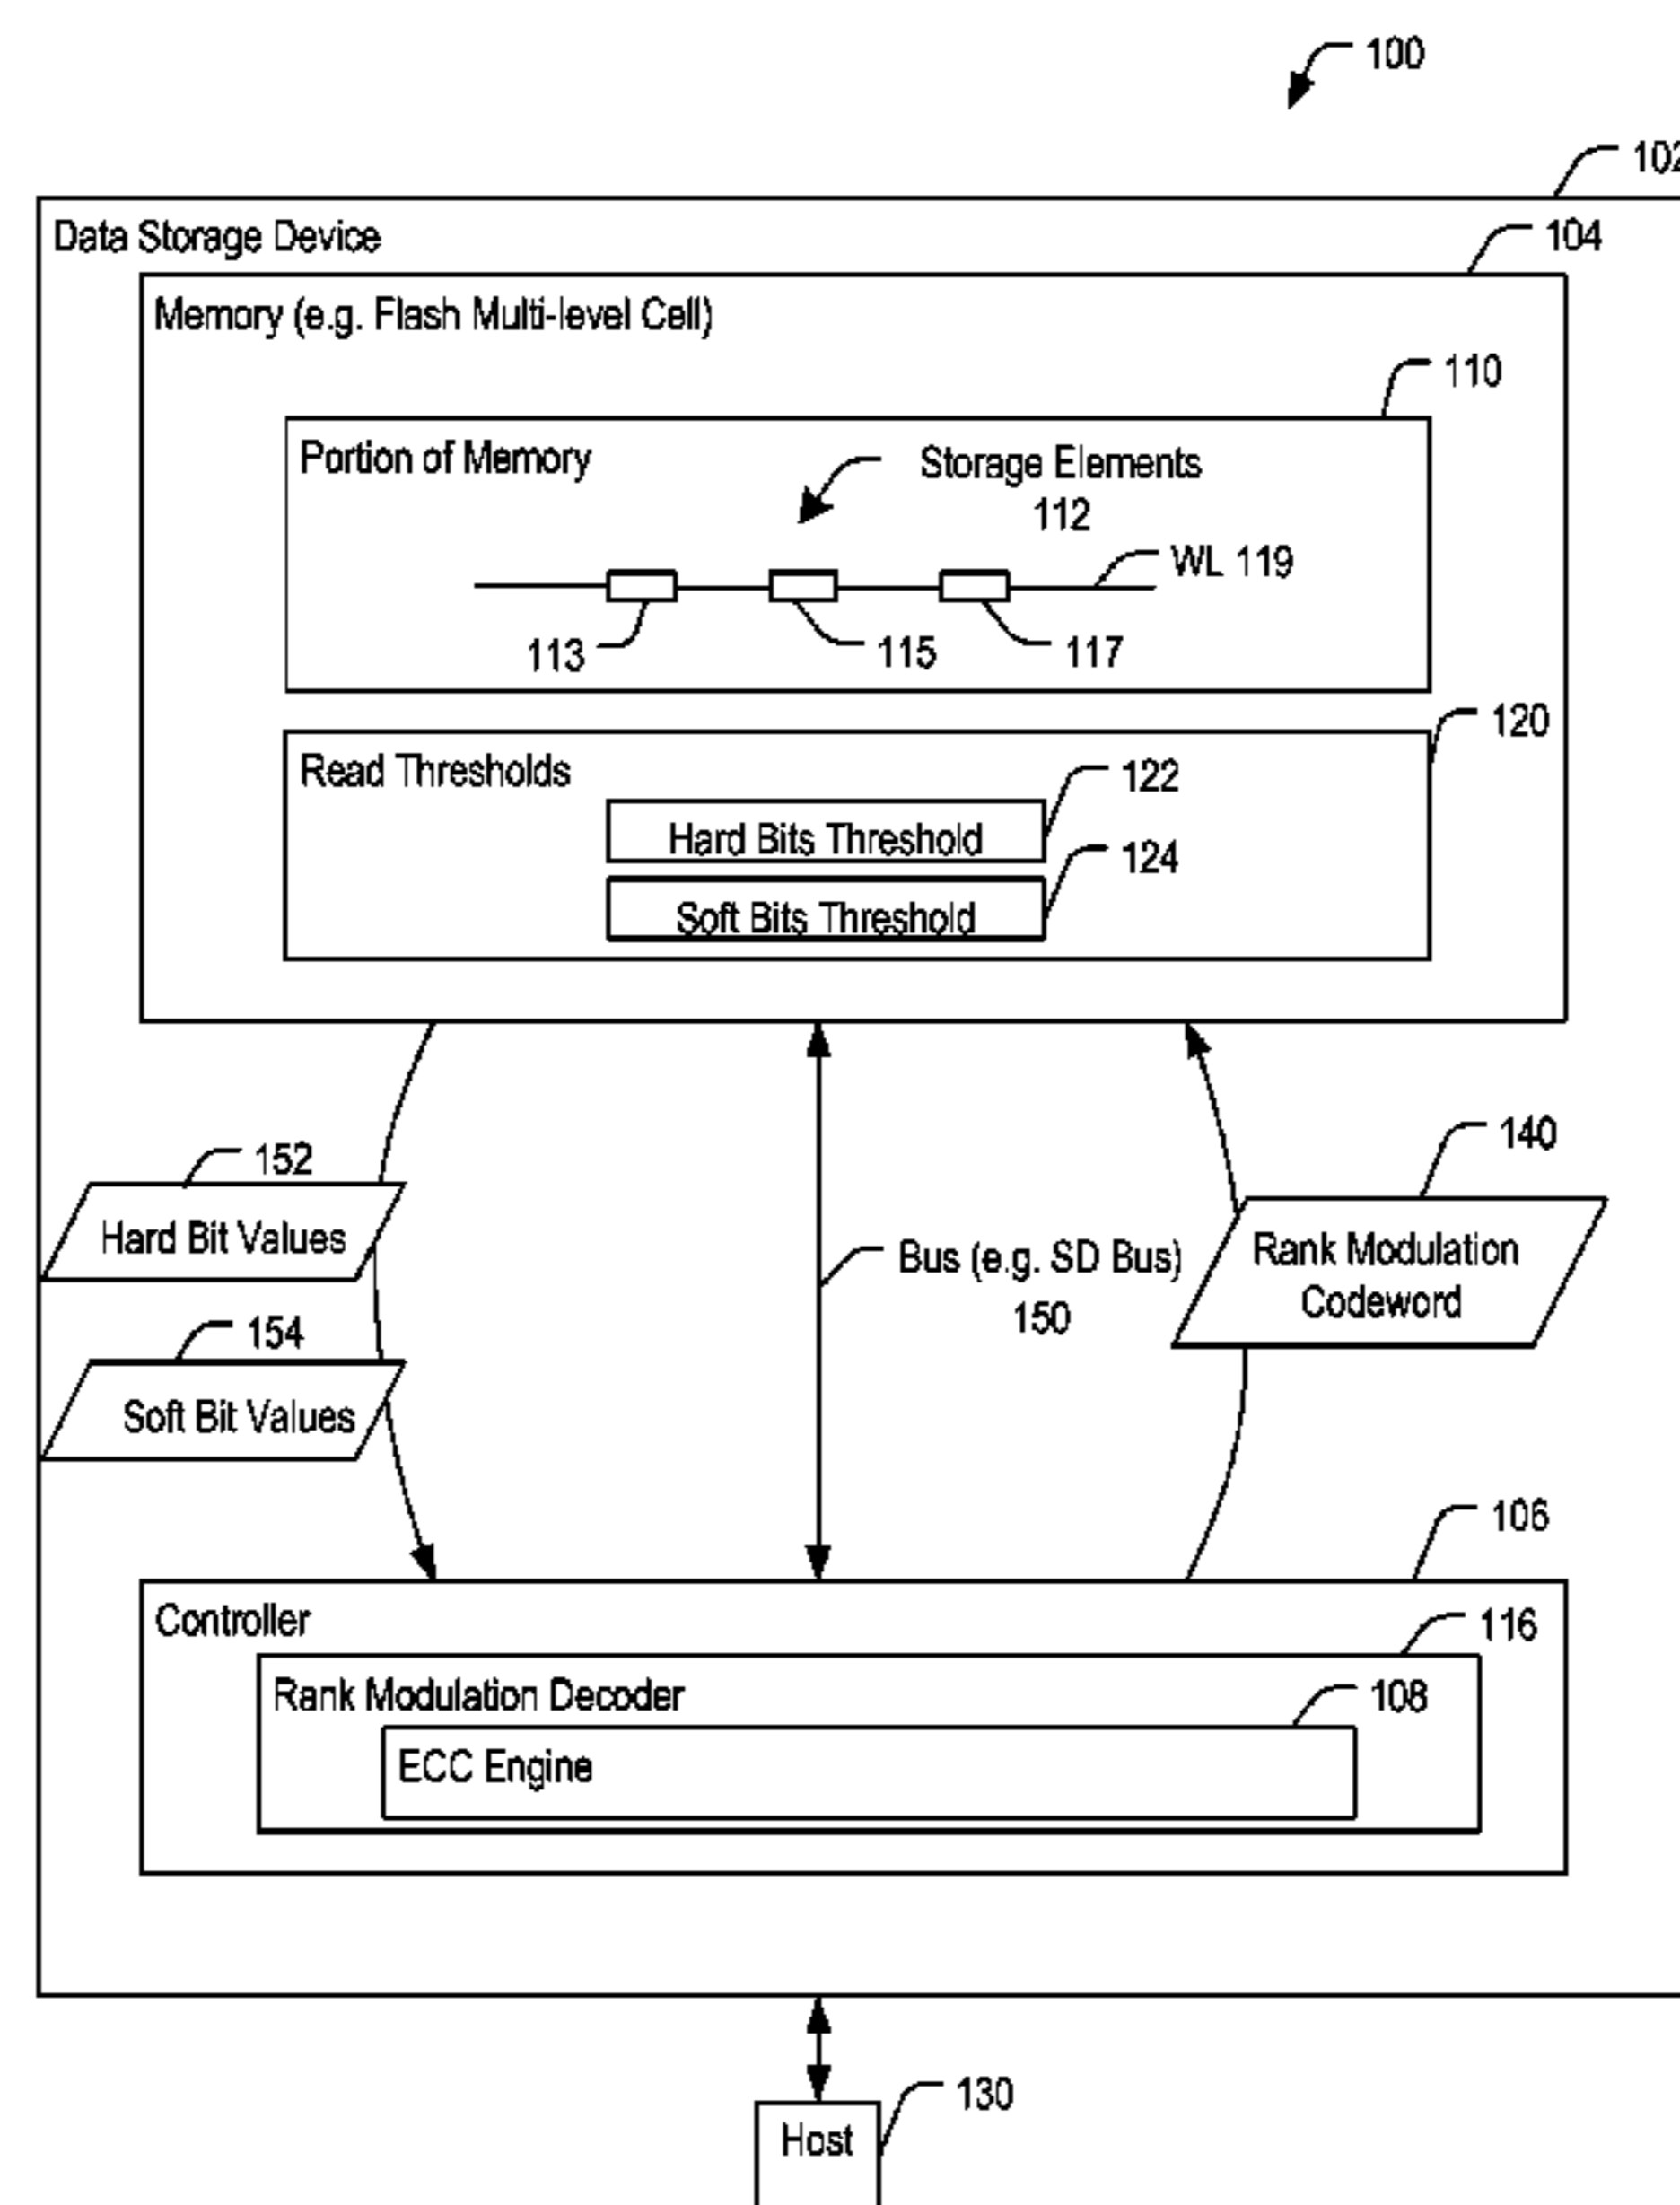 100
102
Data Storage Device
104
Memory (e.g. Flash Multi-level Cell)
110
Portion of Memory
Storage Elements
112
WL 119
113
115
117
120
Read Thresholds
122
Hard Bits Threshold
124
Soft Bits Threshold
152
Hard Bit Values
154
Soft Bit Values
Bus (e.g. SD Bus)
150
140
Rank Modulation
Codeword
106
Controller
116
Rank Modulation Decoder
108
ECC Engine
130
Host